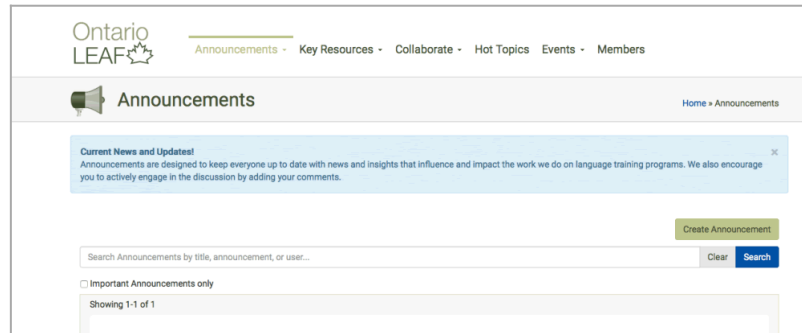 Ontario
LEAF
Announcements - Key Resources - Collaborate - Hot Topics Events - Members
Announcements
Home » Announcements
Current News and Updates!
×
Announcements are designed to keep everyone up to date with news and insights that influence and impact the work we do on language training programs. We also encourage
you to actively engage in the discussion by adding your comments.
Create Announcement
Search Announcements by title, announcement, or user...
Clear Search
Important Announcements only
Showing 1-1 of 1